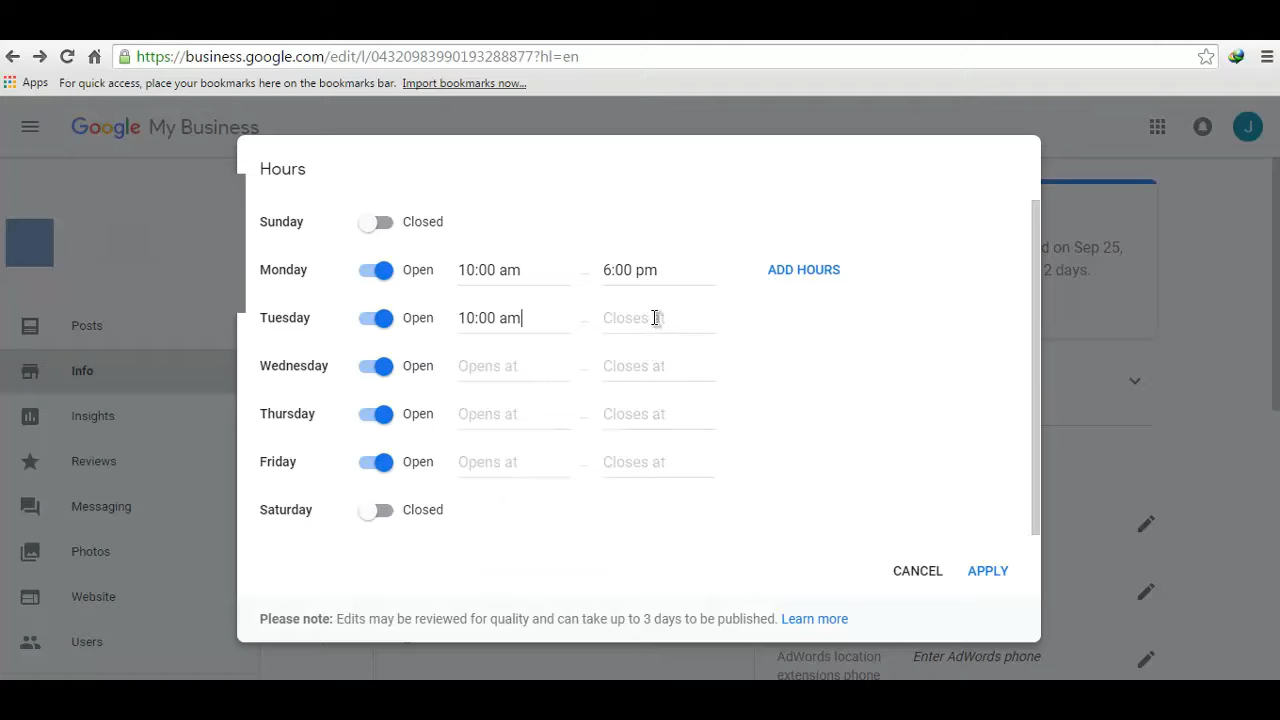 https://business.google.com/edit/l/04320983990193288877?hl=en
Apps For quick access, place your bookmarks here on the bookmarks bar. Import bookmarks now...
Google My Business
J
Hours
Sunday Closed
Monday Open 10:00 am 6:00 pm ADD HOURS
Tuesday Open 10:00 am Closes at
Wednesday Open Opens at Closes at
Thursday Open Opens at Closes at
Friday Open Opens at Closes at
Saturday Closed
CANCEL APPLY
Please note: Edits may be reviewed for quality and can take up to 3 days to be published. Learn more
on Sep 25,
2 days.
Posts
Info
Insights
Reviews
Messaging
Photos
Website
Users
AdWords location
extensions phone
Enter AdWords phone